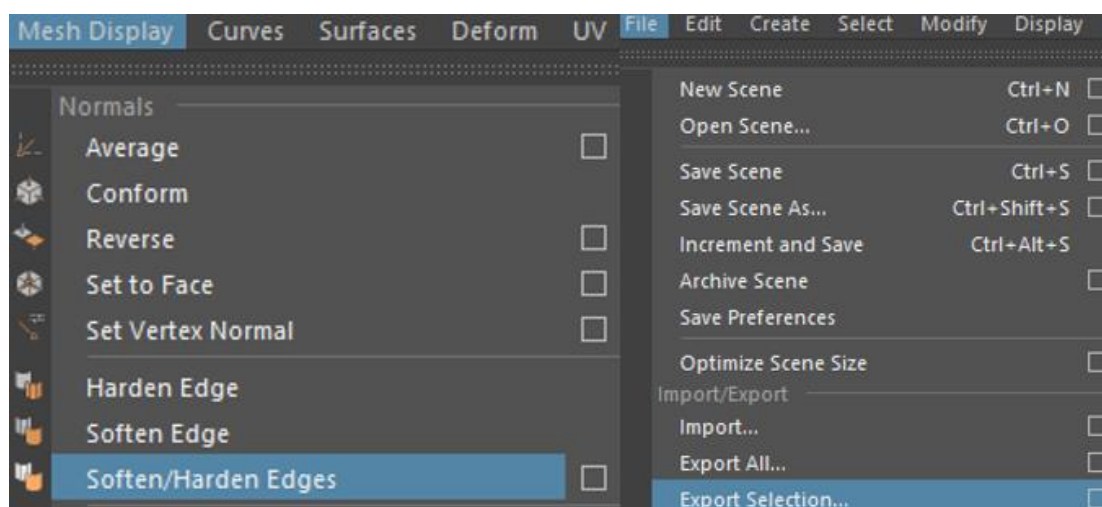 Mesh Display Curves Surfaces Deform UV
Normals
Average
Conform
Reverse
Set to Face
Set Vertex Normal
Harden Edge
Soften Edge
Soften/Harden Edges
File Edit Create Select Modify Display
New Scene Ctrl+N
Open Scene... Ctrl+O
Save Scene Ctrl+S
Save Scene As... Ctrl+Shift+S
Increment and Save Ctrl+Alt+S
Archive Scene
Save Preferences
Optimize Scene Size
Import/Export
Import...
Export All...
Export Selection...